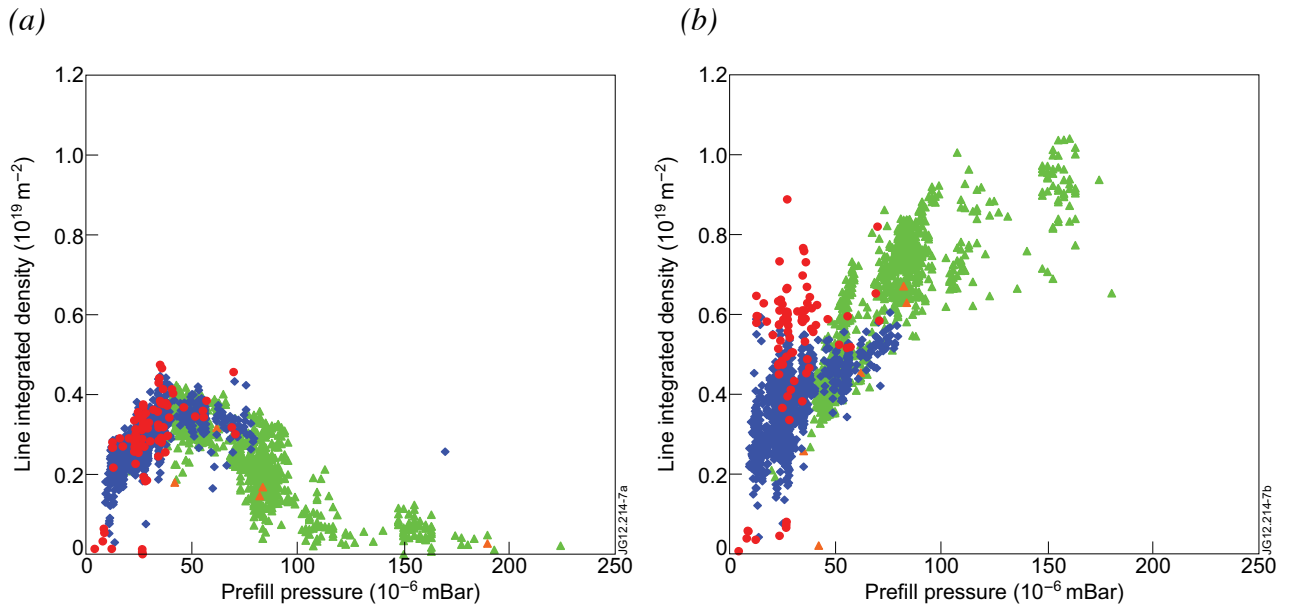 (a)
(b)
1.2
1.0
0.8
0.6
0.4
0.2
0
0 50 100 150 200 250
Line integrated density (10¹⁹ m⁻²)
Prefill pressure (10⁻⁶ mBar)
JG12.214-7a
1.2
1.0
0.8
0.6
0.4
0.2
0
0 50 100 150 200 250
Line integrated density (10¹⁹ m⁻²)
Prefill pressure (10⁻⁶ mBar)
JG12.214-7b